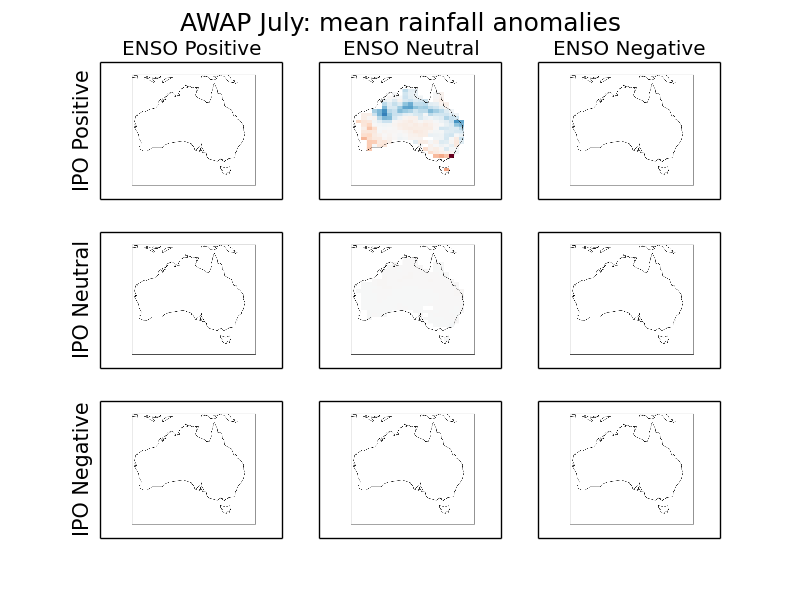 AWAP July: mean rainfall anomalies
ENSO Positive
ENSO Neutral
ENSO Negative
IPO Positive
IPO Neutral
IPO Negative